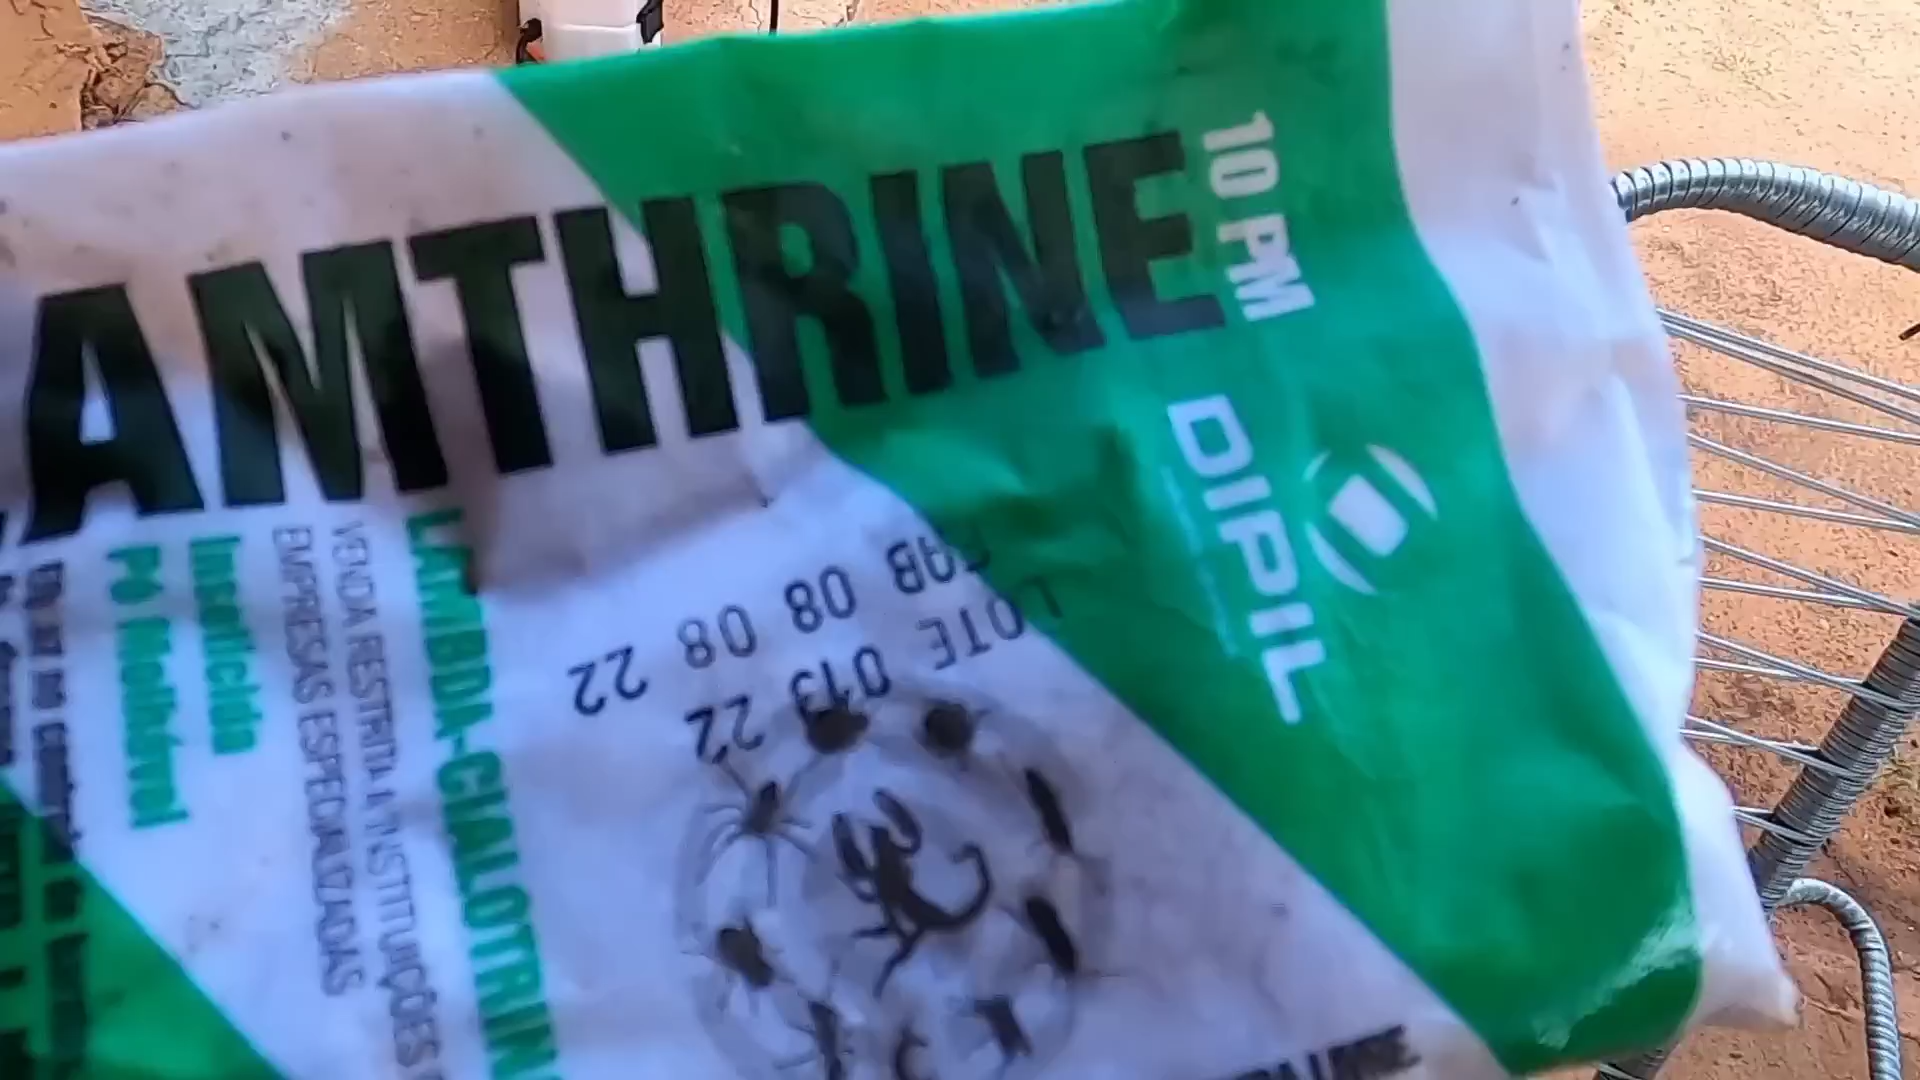 AMTHRINE
10 PM
DIPIL
LAMBDA-CIALOTRIN
VENDA RESTRITA A INSTITUIÇÕES
EMPRESAS ESPECIALIZADAS
Inseticida
Pó Molhável
FAB 08 08 22
LOTE 013 22